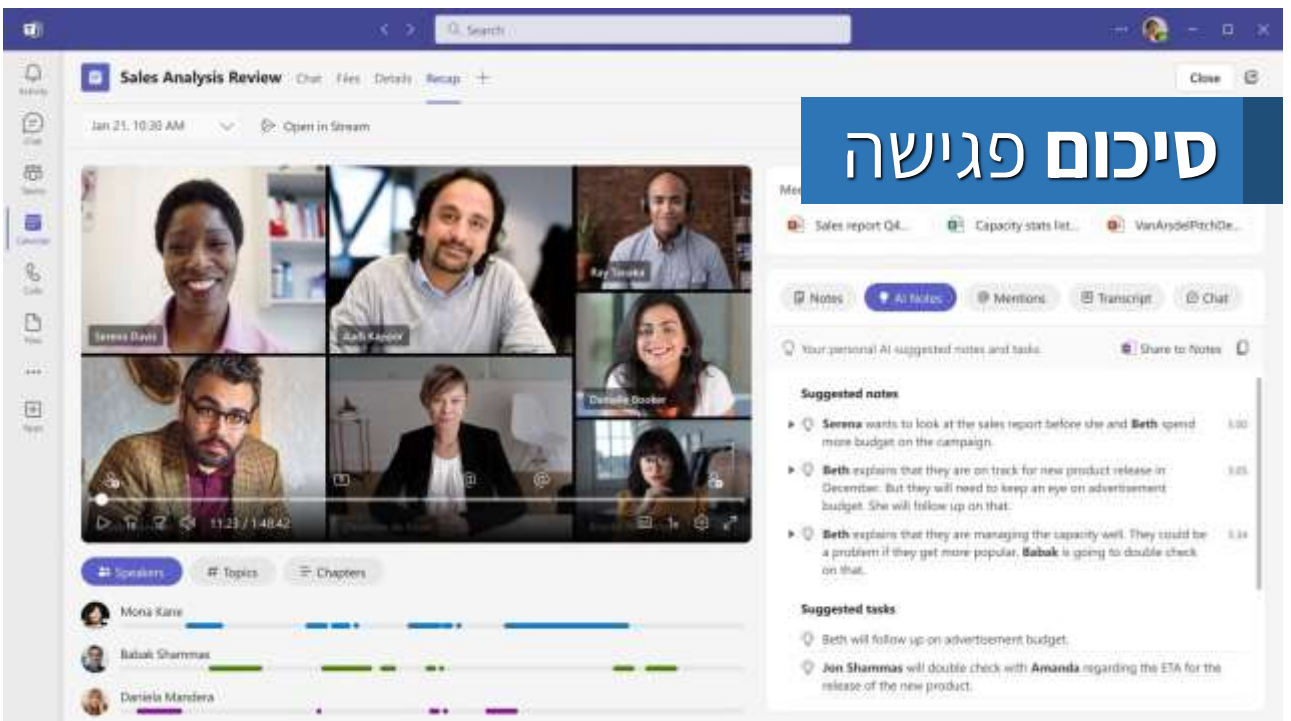 Search
Sales Analysis Review Chat Files Details Recap
Close
Activity
Chat
Teams
Calendar
Calls
Files
Apps
Jan 21, 10:30 AM
Open in Stream
סיכום פגישה
Sales report Q4...
Capacity stats list...
VanArsdelPitchDe...
Serena Davis
Aadi Kapoor
Ray Tanaka
Danielle Booker
11:23 / 1:48:42
Speakers
# Topics
Chapters
Mona Kane
Babak Shammas
Daniela Mandera
Notes
AI Notes
Mentions
Transcript
Chat
Your personal AI suggested notes and tasks
Share to Notes
Suggested notes
Serena wants to look at the sales report before she and Beth spend
more budget on the campaign.
Beth explains that they are on track for new product release in
December. But they will need to keep an eye on advertisement
budget. She will follow up on that.
Beth explains that they are managing the capacity well. They could be
a problem if they get more popular. Babak is going to double check
on that.
Suggested tasks
Beth will follow up on advertisement budget.
Jon Shammas will double check with Amanda regarding the ETA for the
release of the new product.